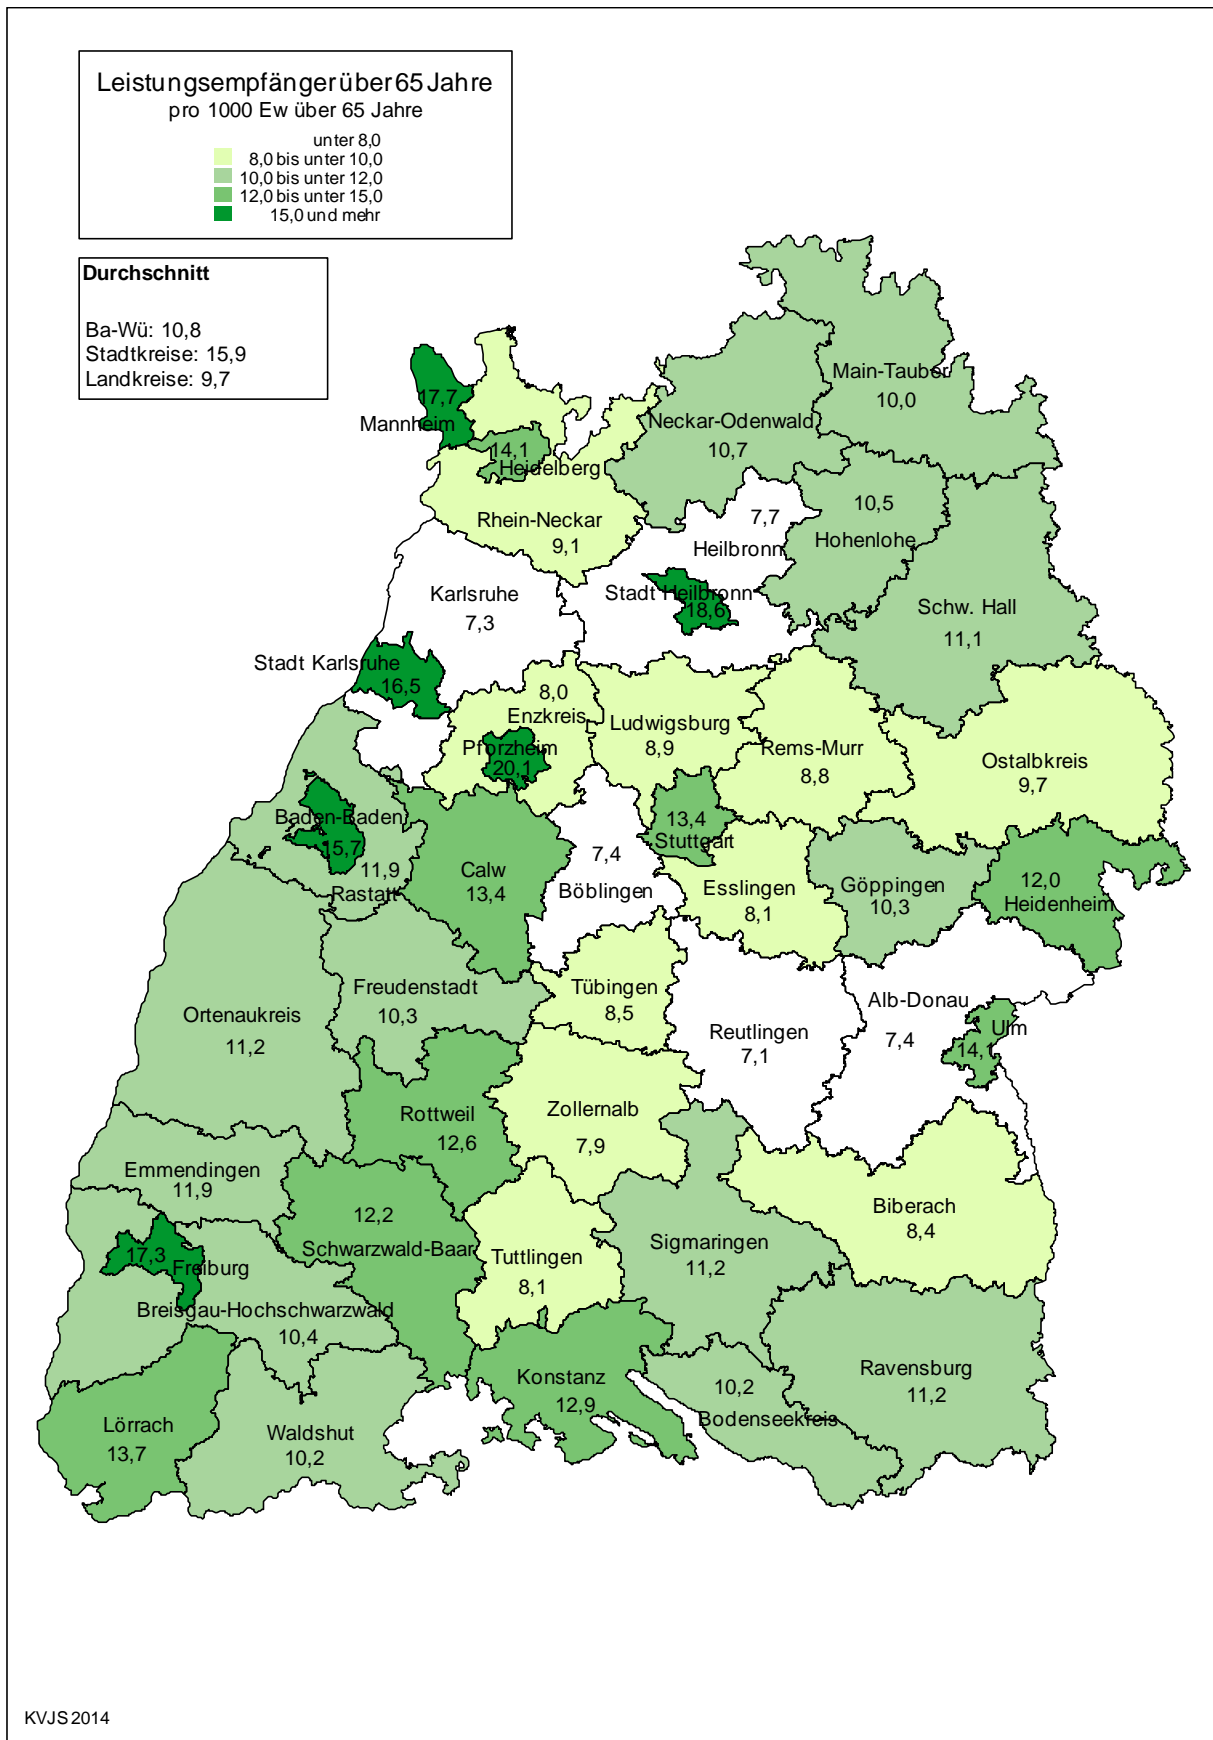 Leistungsempfänger über 65 Jahre
pro 1000 Ew über 65 Jahre
unter 8,0
8,0 bis unter 10,0
10,0 bis unter 12,0
12,0 bis unter 15,0
15,0 und mehr
Durchschnitt
Ba-Wü: 10,8
Stadtkreise: 15,9
Landkreise: 9,7
Main-Tauber
10,0
17,7
Mannheim
Neckar-Odenwald
10,7
14,1
Heidelberg
Rhein-Neckar
9,1
7,7
Heilbronn
10,5
Hohenlohe
Karlsruhe
7,3
Stadt Heilbronn
18,6
Schw. Hall
11,1
Stadt Karlsruhe
16,5
8,0
Enzkreis
Ludwigsburg
8,9
Rems-Murr
8,8
Ostalbkreis
9,7
Pforzheim
20,1
Baden-Baden
15,7
11,9
Rastatt
Calw
13,4
13,4
Stuttgart
7,4
Böblingen
Esslingen
8,1
Göppingen
10,3
12,0
Heidenheim
Ortenaukreis
11,2
Freudenstadt
10,3
Tübingen
8,5
Reutlingen
7,1
Alb-Donau
7,4
Ulm
14,1
Rottweil
12,6
Zollernalb
7,9
Emmendingen
11,9
12,2
Schwarzwald-Baar
Biberach
8,4
17,3
Freiburg
Tuttlingen
8,1
Sigmaringen
11,2
Breisgau-Hochschwarzwald
10,4
Konstanz
12,9
10,2
Bodenseekreis
Ravensburg
11,2
Lörrach
13,7
Waldshut
10,2
KVJS 2014